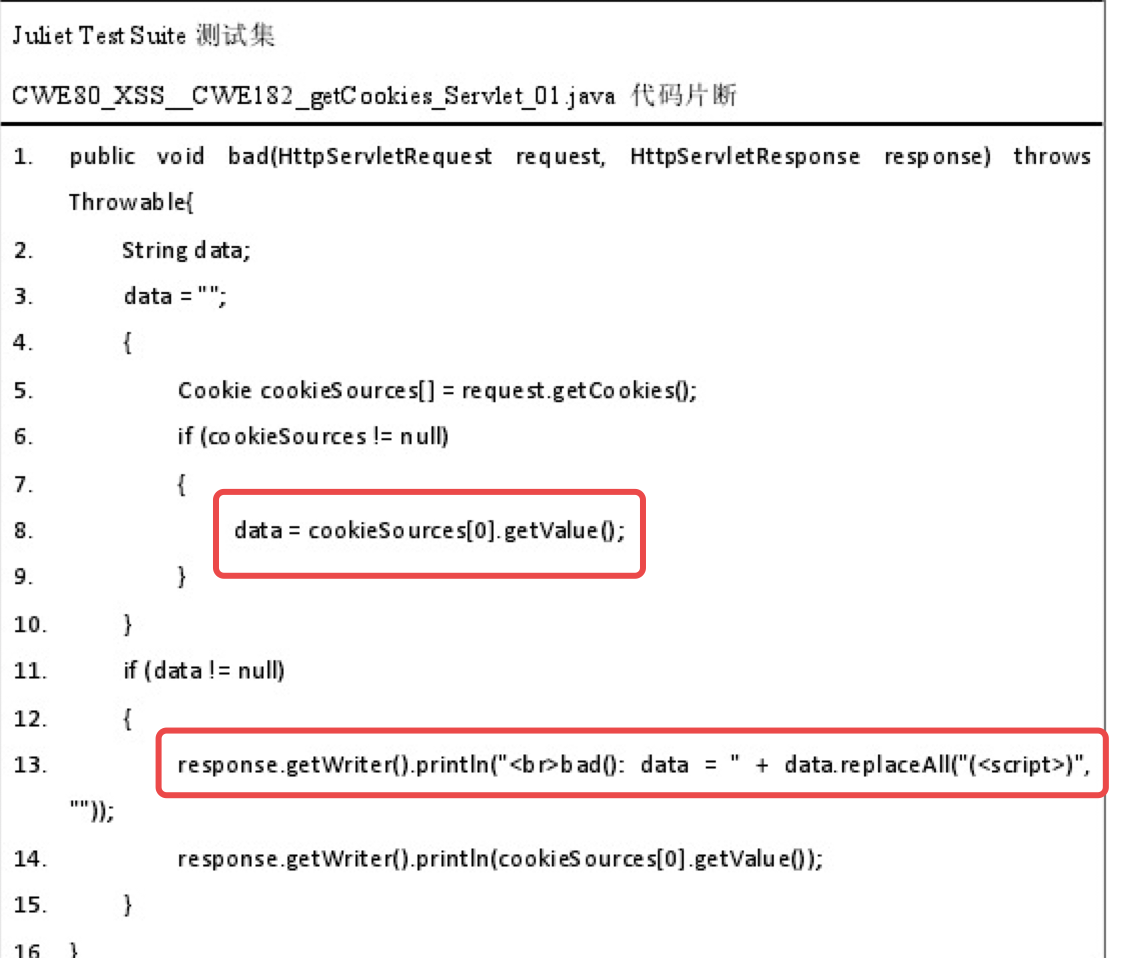 Juliet Test Suite 测试集
CWE80_XSS__CWE182_getCookies_Servlet_01.java 代码片断
1. public void bad(HttpServletRequest request, HttpServletResponse response) throws
Throwable{
2. String data;
3. data = "";
4. {
5. Cookie cookieSources[] = request.getCookies();
6. if (cookieSources != null)
7. {
8. data = cookieSources[0].getValue();
9. }
10. }
11. if (data != null)
12. {
13. response.getWriter().println("<br>bad(): data = " + data.replaceAll("(<script>)",
""));
14. response.getWriter().println(cookieSources[0].getValue());
15. }
16 }